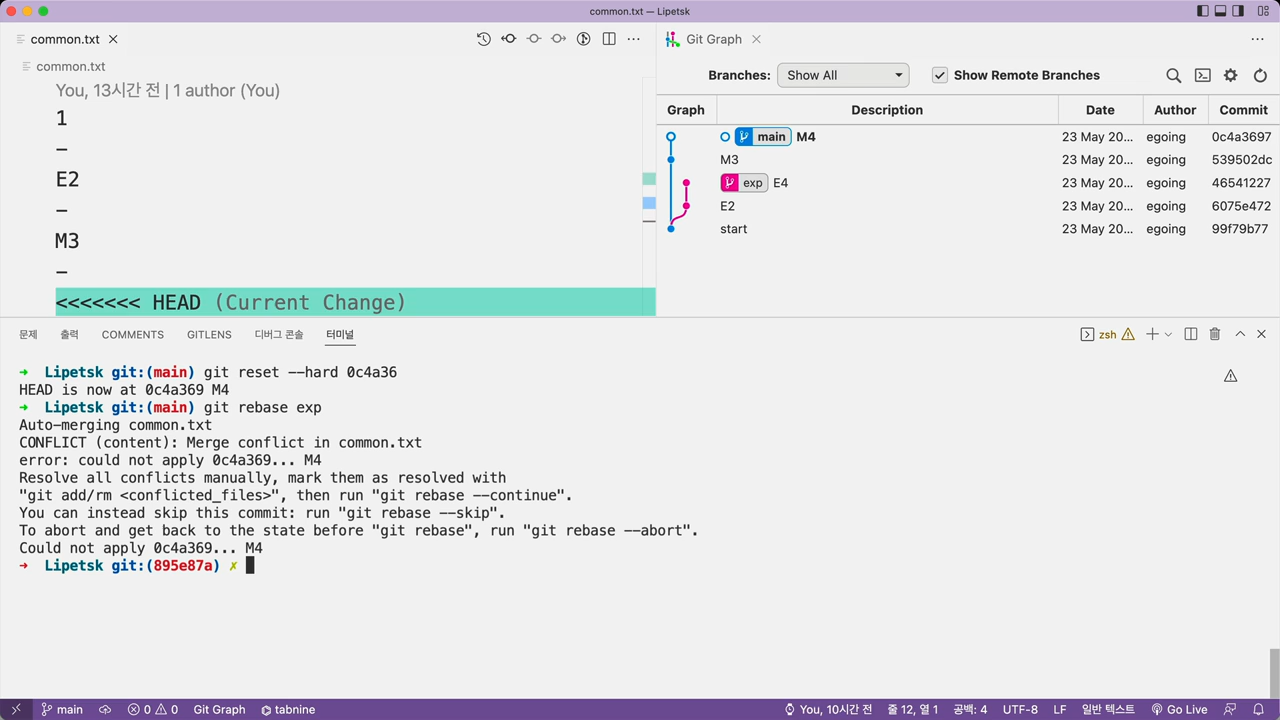 common.txt — Lipetsk
common.txt
Git Graph
common.txt
You, 13시간 전 | 1 author (You)
1
-
E2
-
M3
-
<<<<<<< HEAD (Current Change)
Branches: Show All Show Remote Branches
Graph Description Date Author Commit
main M4 23 May 20... egoing 0c4a3697
M3 23 May 20... egoing 539502dc
exp E4 23 May 20... egoing 46541227
E2 23 May 20... egoing 6075e472
start 23 May 20... egoing 99f79b77
문제 출력 COMMENTS GITLENS 디버그 콘솔 터미널 zsh
➜ Lipetsk git:(main) git reset --hard 0c4a36
HEAD is now at 0c4a369 M4
➜ Lipetsk git:(main) git rebase exp
Auto-merging common.txt
CONFLICT (content): Merge conflict in common.txt
error: could not apply 0c4a369... M4
Resolve all conflicts manually, mark them as resolved with
"git add/rm <conflicted_files>", then run "git rebase --continue".
You can instead skip this commit: run "git rebase --skip".
To abort and get back to the state before "git rebase", run "git rebase --abort".
Could not apply 0c4a369... M4
➜ Lipetsk git:(895e87a) ✗
main 0 0 Git Graph tabnine You, 10시간 전 줄 12, 열 1 공백: 4 UTF-8 LF 일반 텍스트 Go Live